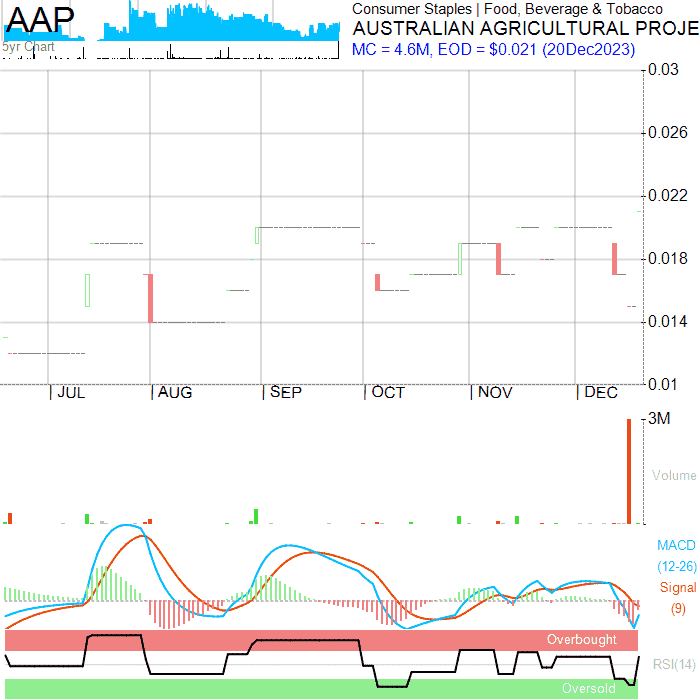 AAP
5yr Chart
Consumer Staples | Food, Beverage & Tobacco
AUSTRALIAN AGRICULTURAL PROJE
MC = 4.6M, EOD = $0.021 (20Dec2023)
0.03
0.026
0.022
0.018
0.014
0.01
| JUL | AUG | SEP | OCT | NOV | DEC
3M
Volume
MACD
(12-26)
Signal
(9)
Overbought
RSI(14)
Oversold